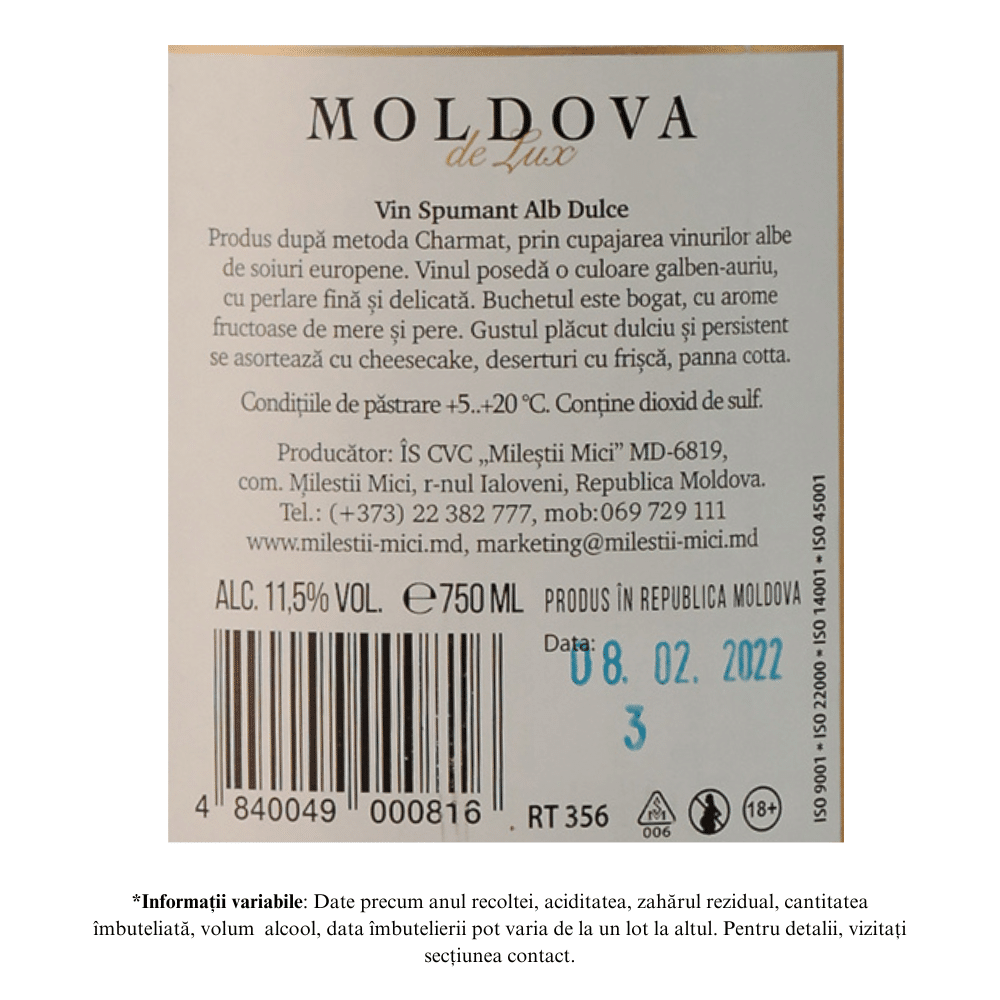 MOLDOVA
de Lux
Vin Spumant Alb Dulce
Produs după metoda Charmat, prin cupajarea vinurilor albe
de soiuri europene. Vinul posedă o culoare galben-auriu,
cu perlare fină și delicată. Buchetul este bogat, cu arome
fructoase de mere și pere. Gustul plăcut dulciu și persistent
se asortează cu cheesecake, deserturi cu frișcă, panna cotta.
Condițiile de păstrare +5..+20 °C. Conține dioxid de sulf.
Producător: ÎS CVC „Mileștii Mici” MD-6819,
com. Milestii Mici, r-nul Ialoveni, Republica Moldova.
Tel.: (+373) 22 382 777, mob:069 729 111
www.milestii-mici.md, marketing@milestii-mici.md
ALC. 11,5% VOL. ℮750 ML PRODUS ÎN REPUBLICA MOLDOVA
Data:
08. 02. 2022
3
4 840049 000816
RT 356
006
18+
ISO 9001 * ISO 22000 * ISO 14001 * ISO 45001
*Informații variabile: Date precum anul recoltei, aciditatea, zahărul rezidual, cantitatea
îmbuteliată, volum alcool, data îmbutelierii pot varia de la un lot la altul. Pentru detalii, vizitați
secțiunea contact.